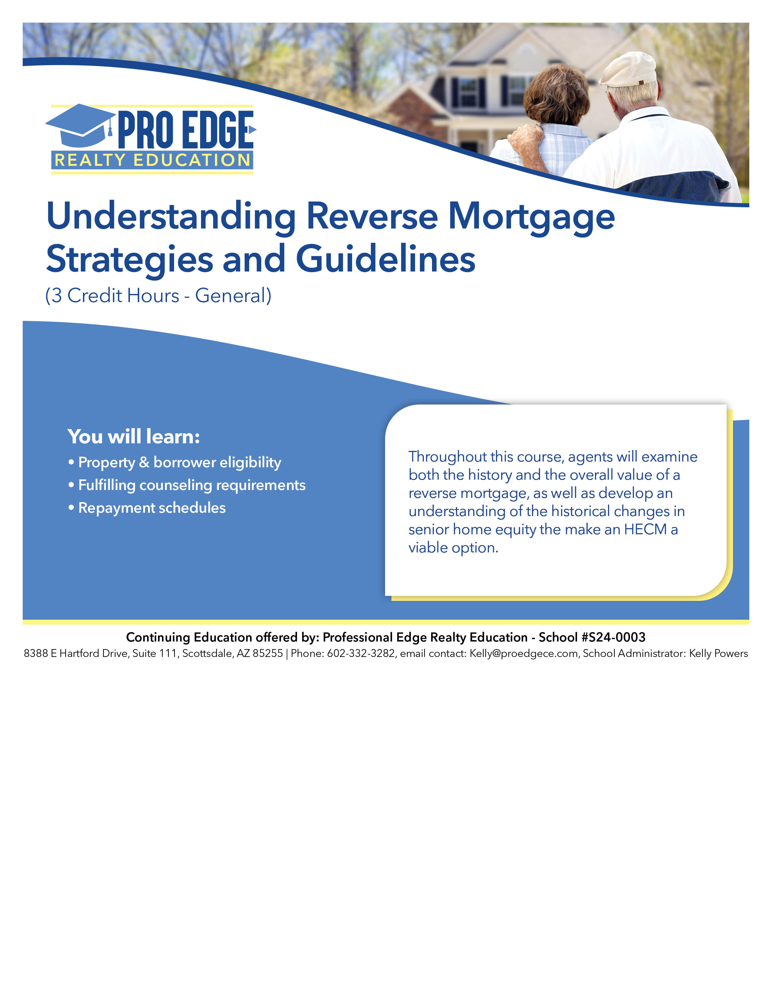 PRO EDGE
REALTY EDUCATION
Understanding Reverse Mortgage
Strategies and Guidelines
(3 Credit Hours - General)
You will learn:
• Property & borrower eligibility
• Fulfilling counseling requirements
• Repayment schedules
Throughout this course, agents will examine
both the history and the overall value of a
reverse mortgage, as well as develop an
understanding of the historical changes in
senior home equity the make an HECM a
viable option.
Continuing Education offered by: Professional Edge Realty Education - School #S24-0003
8388 E Hartford Drive, Suite 111, Scottsdale, AZ 85255 | Phone: 602-332-3282, email contact: Kelly@proedgece.com, School Administrator: Kelly Powers